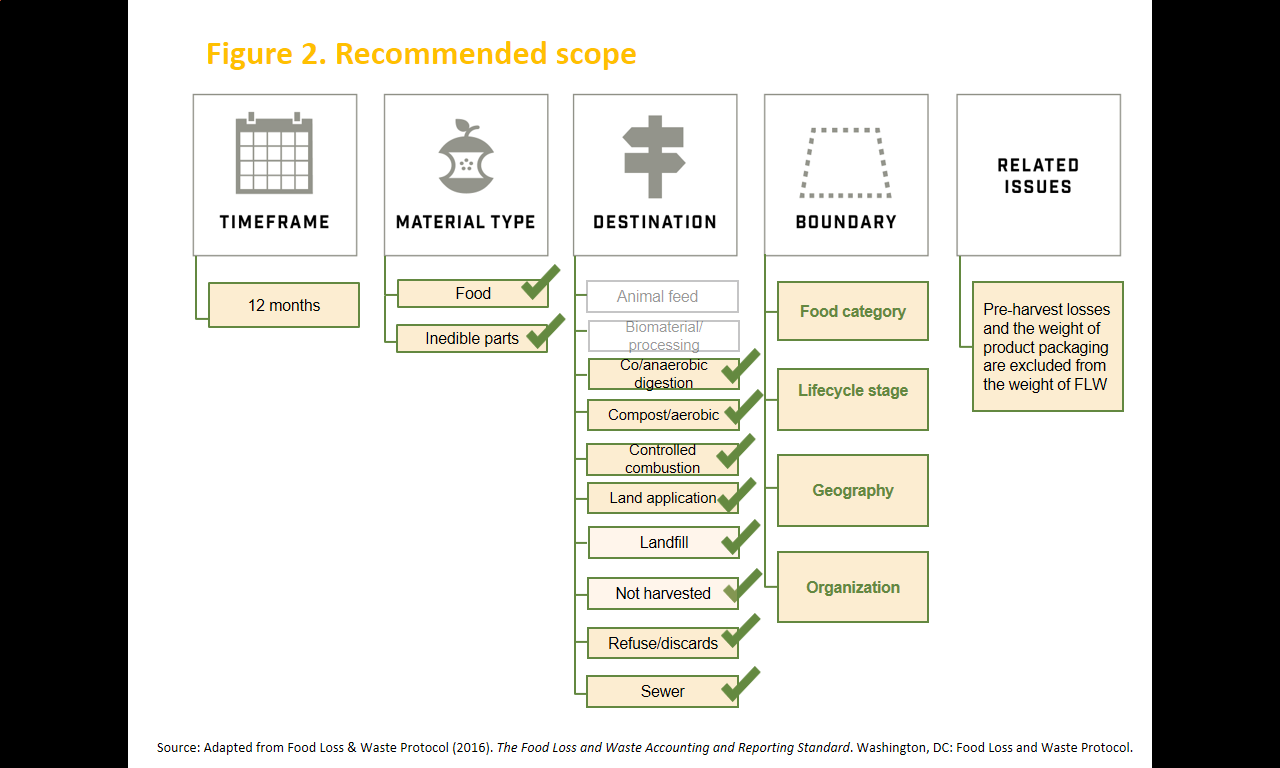 Figure 2. Recommended scope
TIMEFRAME
12 months
MATERIAL TYPE
Food
Inedible parts
DESTINATION
Animal feed
Biomaterial/
processing
Co/anaerobic
digestion
Compost/aerobic
Controlled
combustion
Land application
Landfill
Not harvested
Refuse/discards
Sewer
BOUNDARY
Food category
Lifecycle stage
Geography
Organization
RELATED
ISSUES
Pre-harvest losses
and the weight of
product packaging
are excluded from
the weight of FLW
Source: Adapted from Food Loss & Waste Protocol (2016). The Food Loss and Waste Accounting and Reporting Standard. Washington, DC: Food Loss and Waste Protocol.